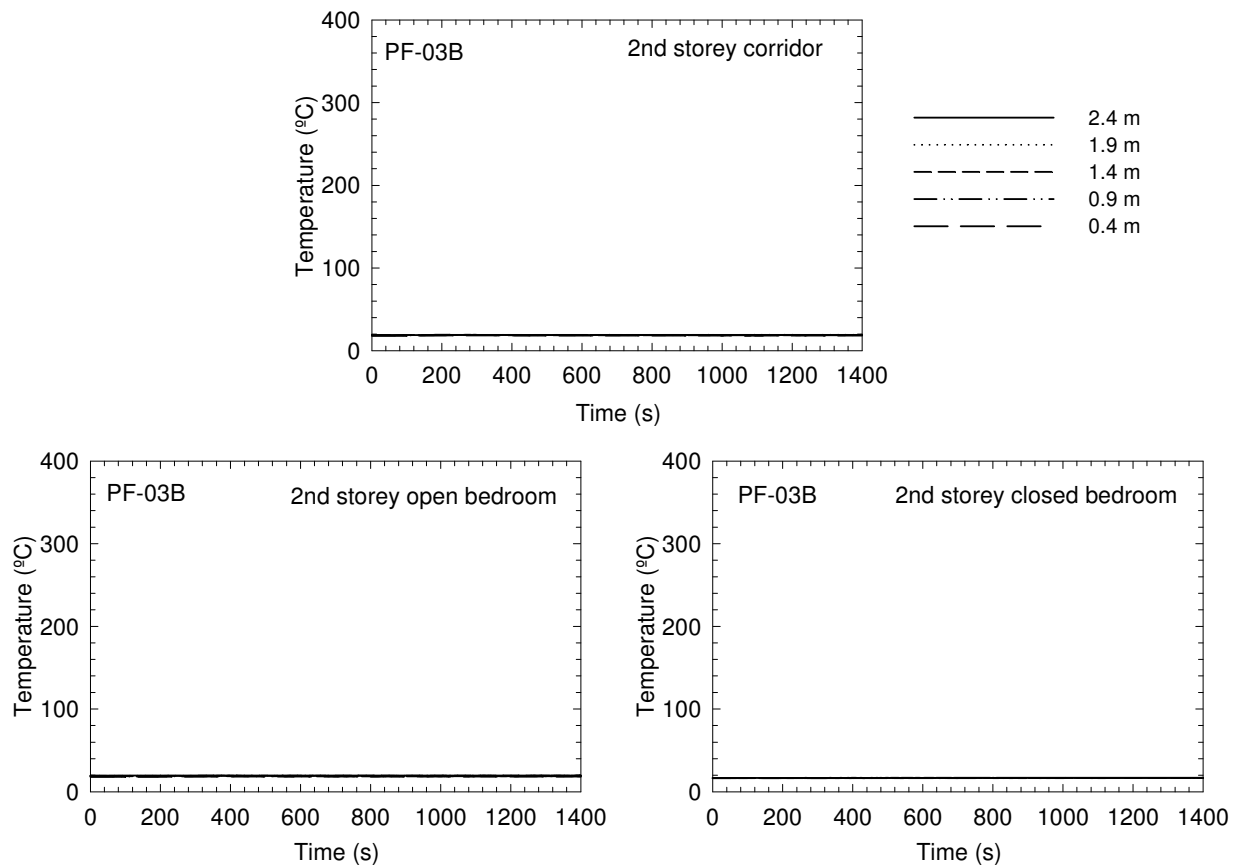 400
300
200
100
0
Temperature (ºC)
PF-03B
2nd storey corridor
0 200 400 600 800 1000 1200 1400
Time (s)
2.4 m
1.9 m
1.4 m
0.9 m
0.4 m
400
300
200
100
0
Temperature (ºC)
PF-03B
2nd storey open bedroom
0 200 400 600 800 1000 1200 1400
Time (s)
400
300
200
100
0
Temperature (ºC)
PF-03B
2nd storey closed bedroom
0 200 400 600 800 1000 1200 1400
Time (s)